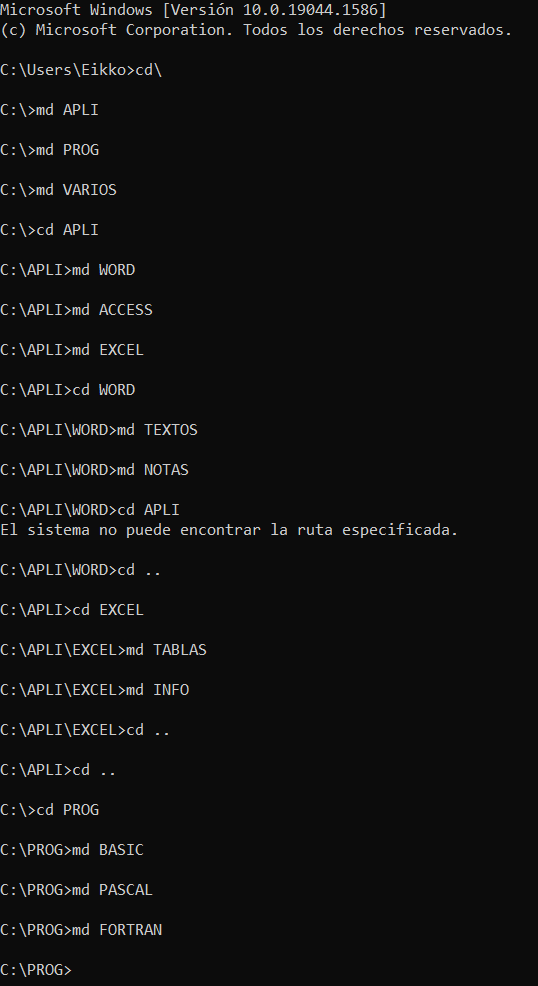 Microsoft Windows [Versión 10.0.19044.1586]
(c) Microsoft Corporation. Todos los derechos reservados.
C:\Users\Eikko>cd\
C:\>md APLI
C:\>md PROG
C:\>md VARIOS
C:\>cd APLI
C:\APLI>md WORD
C:\APLI>md ACCESS
C:\APLI>md EXCEL
C:\APLI>cd WORD
C:\APLI\WORD>md TEXTOS
C:\APLI\WORD>md NOTAS
C:\APLI\WORD>cd APLI
El sistema no puede encontrar la ruta especificada.
C:\APLI\WORD>cd ..
C:\APLI>cd EXCEL
C:\APLI\EXCEL>md TABLAS
C:\APLI\EXCEL>md INFO
C:\APLI\EXCEL>cd ..
C:\APLI>cd ..
C:\>cd PROG
C:\PROG>md BASIC
C:\PROG>md PASCAL
C:\PROG>md FORTRAN
C:\PROG>